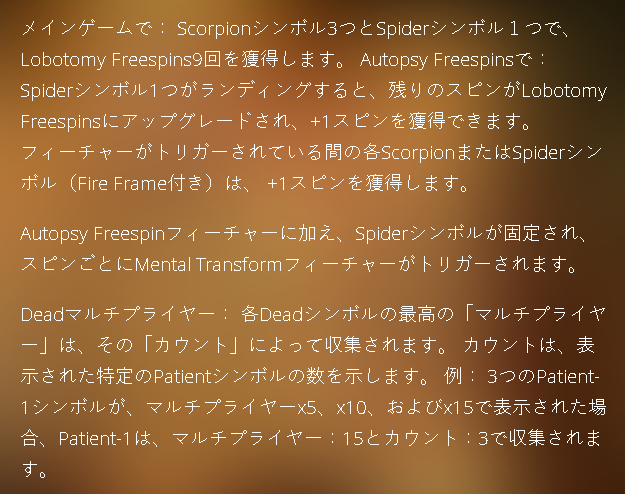 メインゲームで： Scorpionシンボル3つとSpiderシンボル１つで、
Lobotomy Freespins9回を獲得します。 Autopsy Freespinsで：
Spiderシンボル1つがランディングすると、残りのスピンがLobotomy
Freespinsにアップグレードされ、+1スピンを獲得できます。
フィーチャーがトリガーされている間の各ScorpionまたはSpiderシン
ボル（Fire Frame付き）は、 +1スピンを獲得します。
Autopsy Freespinフィーチャーに加え、Spiderシンボルが固定され、
スピンごとにMental Transformフィーチャーがトリガーされます。
Deadマルチプライヤー： 各Deadシンボルの最高の「マルチプライヤ
ー」は、その「カウント」によって収集されます。 カウントは、表
示された特定のPatientシンボルの数を示します。 例： 3つのPatient-
1シンボルが、マルチプライヤーx5、x10、およびx15で表示された場
合、Patient-1は、マルチプライヤー：15とカウント：3で収集されま
す。